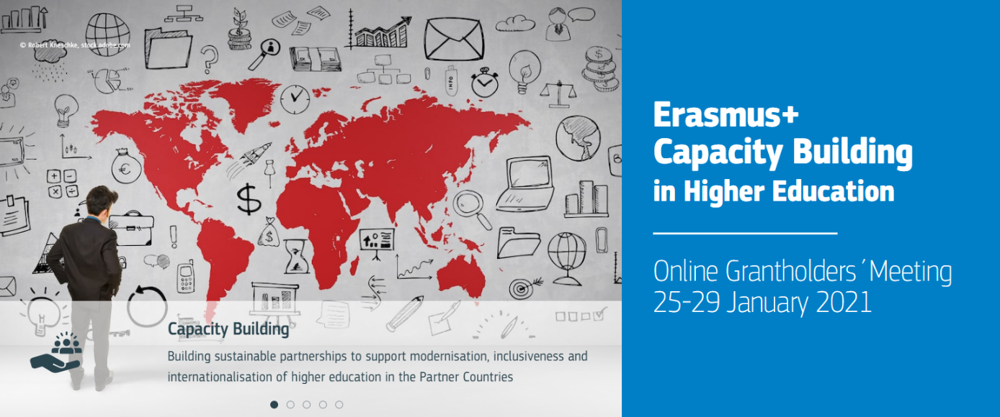 © Robert Kneschke, stock.adobe.com
INFO
Capacity Building
Building sustainable partnerships to support modernisation, inclusiveness and
internationalisation of higher education in the Partner Countries
Erasmus+
Capacity Building
in Higher Education
Online Grantholders´Meeting
25-29 January 2021